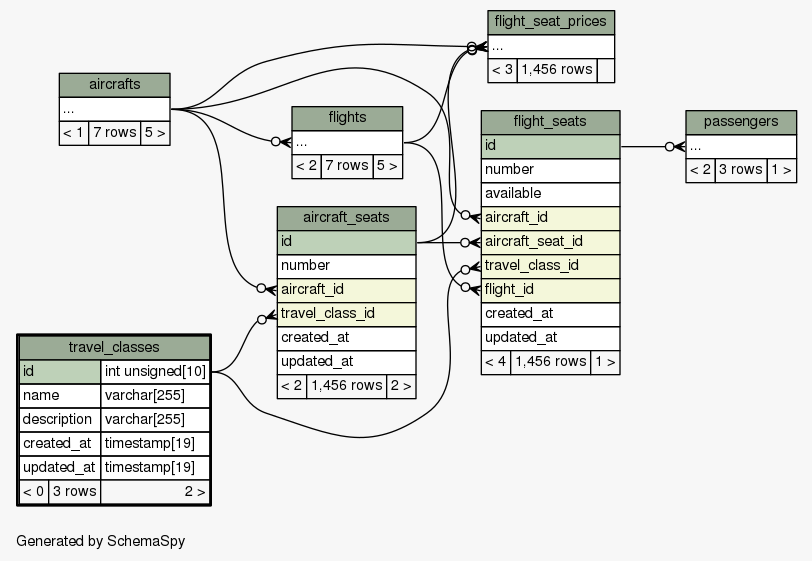 flight_seat_prices
...
< 3 1,456 rows
aircrafts
...
< 1 7 rows 5 >
flights
...
< 2 7 rows 5 >
flight_seats
id
number
available
aircraft_id
aircraft_seat_id
travel_class_id
flight_id
created_at
updated_at
< 4 1,456 rows 1 >
passengers
...
< 2 3 rows 1 >
aircraft_seats
id
number
aircraft_id
travel_class_id
created_at
updated_at
< 2 1,456 rows 2 >
travel_classes
id int unsigned[10]
name varchar[255]
description varchar[255]
created_at timestamp[19]
updated_at timestamp[19]
< 0 3 rows 2 >
Generated by SchemaSpy